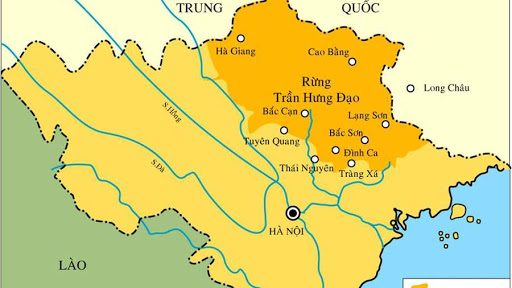 TRUNG QUỐC
Hà Giang
Cao Bằng
Rừng
Trần Hưng Đạo
Long Châu
Bắc Cạn
S.Hồng
Lạng Sơn
Tuyên Quang
Bắc Sơn
Đình Ca
Thái Nguyên
Tràng Xá
S.Đà
HÀ NỘI
LÀO